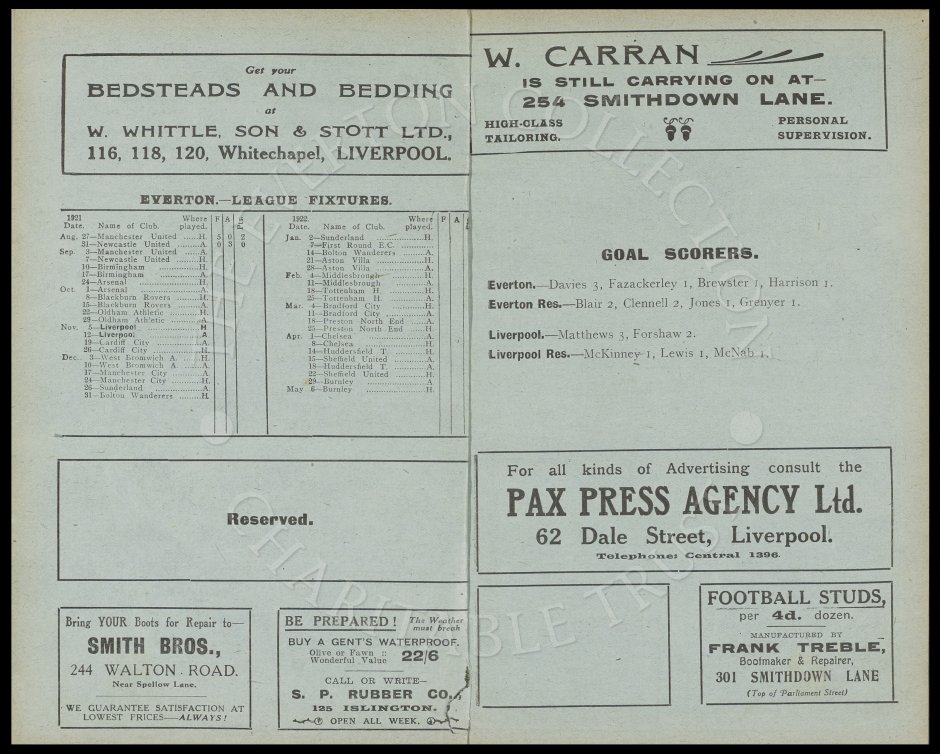 Get your
BEDSTEADS AND BEDDING
at
W. WHITTLE, SON & STOTT LTD.,
116, 118, 120, Whitechapel, LIVERPOOL.
EVERTON.—LEAGUE FIXTURES.
1921 Where F A Pts
Date. Name of Club. played.
Aug. 27—Manchester United ......H. 5 0 2
31—Newcastle United ......A. 0 3 0
Sep. 3—Manchester United ......A.
7—Newcastle United ......H.
10—Birmingham ......H.
17—Birmingham ......A.
24—Arsenal ......H.
Oct. 1—Arsenal ......A.
8—Blackburn Rovers ......H.
15—Blackburn Rovers ......A.
22—Oldham Athletic ......H.
29—Oldham Athletic ......A.
Nov. 5—Liverpool ......H
12—Liverpool ......A
19—Cardiff City ......A.
26—Cardiff City ......H.
Dec. 3—West Bromwich A. ......H.
10—West Bromwich A. ......A.
17—Manchester City ......A.
24—Manchester City ......H.
26—Sunderland ......A.
31—Bolton Wanderers ......H.
1922. Where F A
Date. Name of Club. played.
Jan. 2—Sunderland ......H.
7—First Round E.C. ......
14—Bolton Wanderers ......A.
21—Aston Villa ......H.
28—Aston Villa ......A.
Feb. 4—Middlesbrough ......H.
11—Middlesbrough ......A.
18—Tottenham H. ......H.
25—Tottenham H. ......A.
Mar. 4—Bradford City ......H.
11—Bradford City ......A.
18—Preston North End ......A.
25—Preston North End ......H.
Apr. 1—Chelsea ......A.
8—Chelsea ......H.
14—Huddersfield T. ......H.
15—Sheffield United ......A.
18—Huddersfield T. ......A.
22—Sheffield United ......H.
29—Burnley ......A.
May 6—Burnley ......H.
Reserved.
Bring YOUR Boots for Repair to—
SMITH BROS.,
244 WALTON ROAD.
Near Spellow Lane.
WE GUARANTEE SATISFACTION AT
LOWEST PRICES—ALWAYS!
BE PREPARED! The Weather
must break
BUY A GENT'S WATERPROOF.
Olive or Fawn ::
Wonderful Value 22/6
CALL OR WRITE—
S. P. RUBBER CO.,
125 ISLINGTON.
OPEN ALL WEEK.
W. CARRAN
IS STILL CARRYING ON AT—
254 SMITHDOWN LANE.
HIGH-CLASS
TAILORING.
PERSONAL
SUPERVISION.
GOAL SCORERS.
Everton.—Davies 3, Fazackerley 1, Brewster 1, Harrison 1.
Everton Res.—Blair 2, Clennell 2, Jones 1, Grenyer 1.
Liverpool.—Matthews 3, Forshaw 2.
Liverpool Res.—McKinney 1, Lewis 1, McNab 1.
For all kinds of Advertising consult the
PAX PRESS AGENCY Ltd.
62 Dale Street, Liverpool.
Telephone: Central 1396.
FOOTBALL STUDS,
per 4d. dozen.
MANUFACTURED BY
FRANK TREBLE,
Bootmaker & Repairer,
301 SMITHDOWN LANE
(Top of Parliament Street)
THE EVERTON COLLECTION
CHARITABLE TRUST